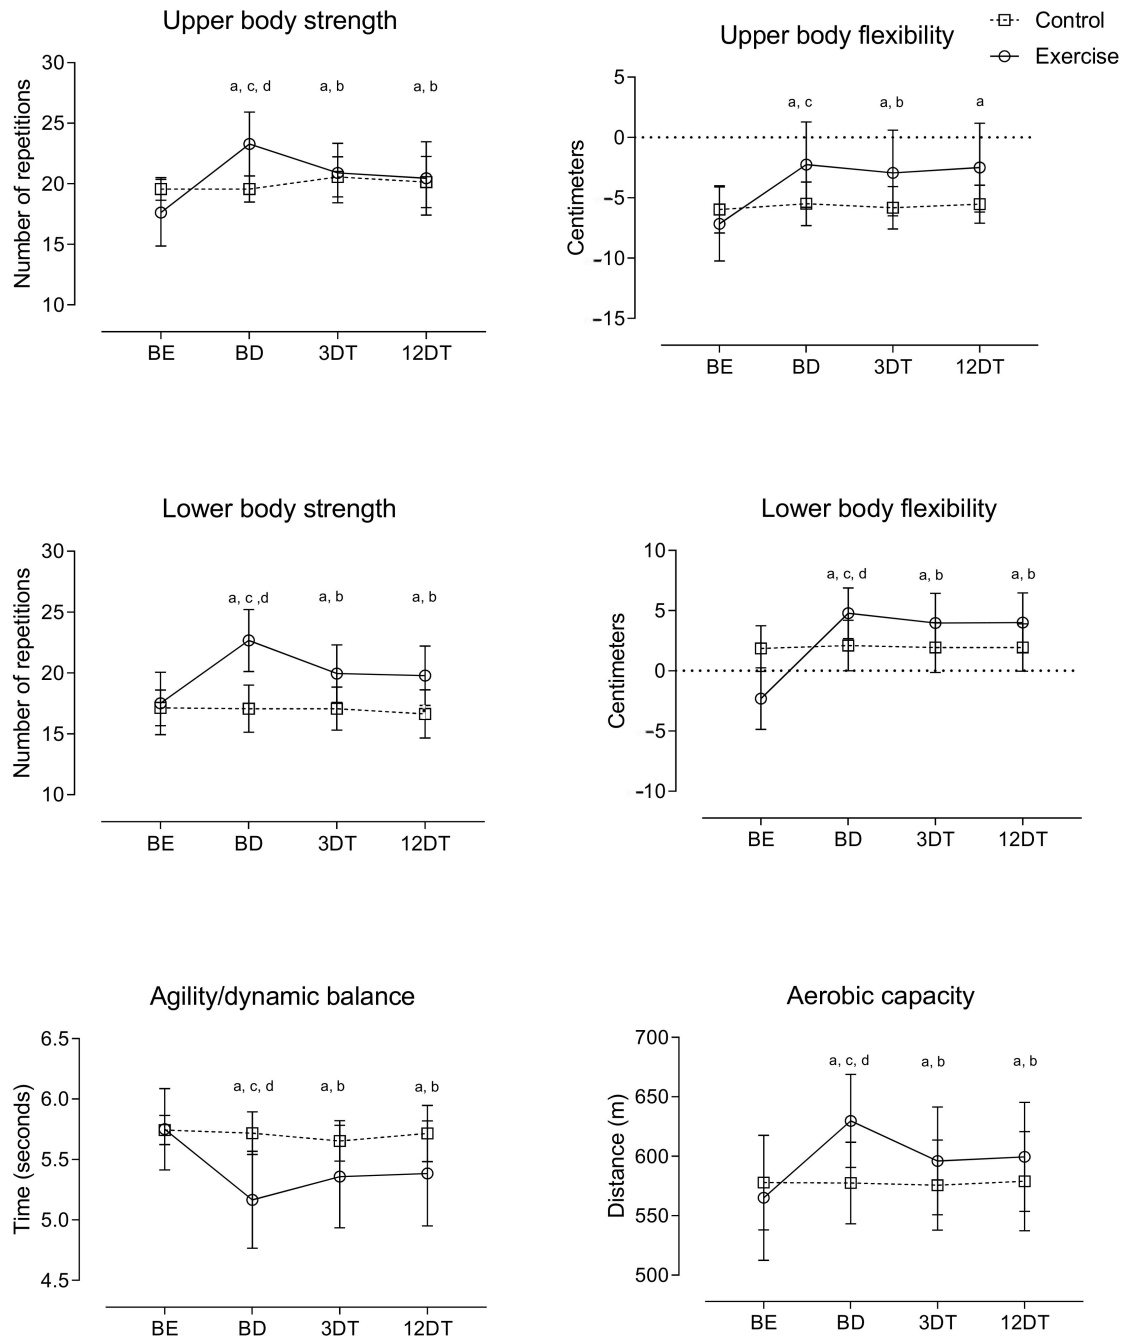 Upper body strength
Number of repetitions
30
25
20
15
10
a, c, d
a, b
a, b
BE
BD
3DT
12DT
Control
Exercise
Upper body flexibility
Centimeters
5
0
−5
−10
−15
a, c
a, b
a
BE
BD
3DT
12DT
Lower body strength
Number of repetitions
30
25
20
15
10
a, c ,d
a, b
a, b
BE
BD
3DT
12DT
Lower body flexibility
Centimeters
10
5
0
−5
−10
a, c, d
a, b
a, b
BE
BD
3DT
12DT
Agility/dynamic balance
Time (seconds)
6.5
6.0
5.5
5.0
4.5
a, c, d
a, b
a, b
BE
BD
3DT
12DT
Aerobic capacity
Distance (m)
700
650
600
550
500
a, c, d
a, b
a, b
BE
BD
3DT
12DT